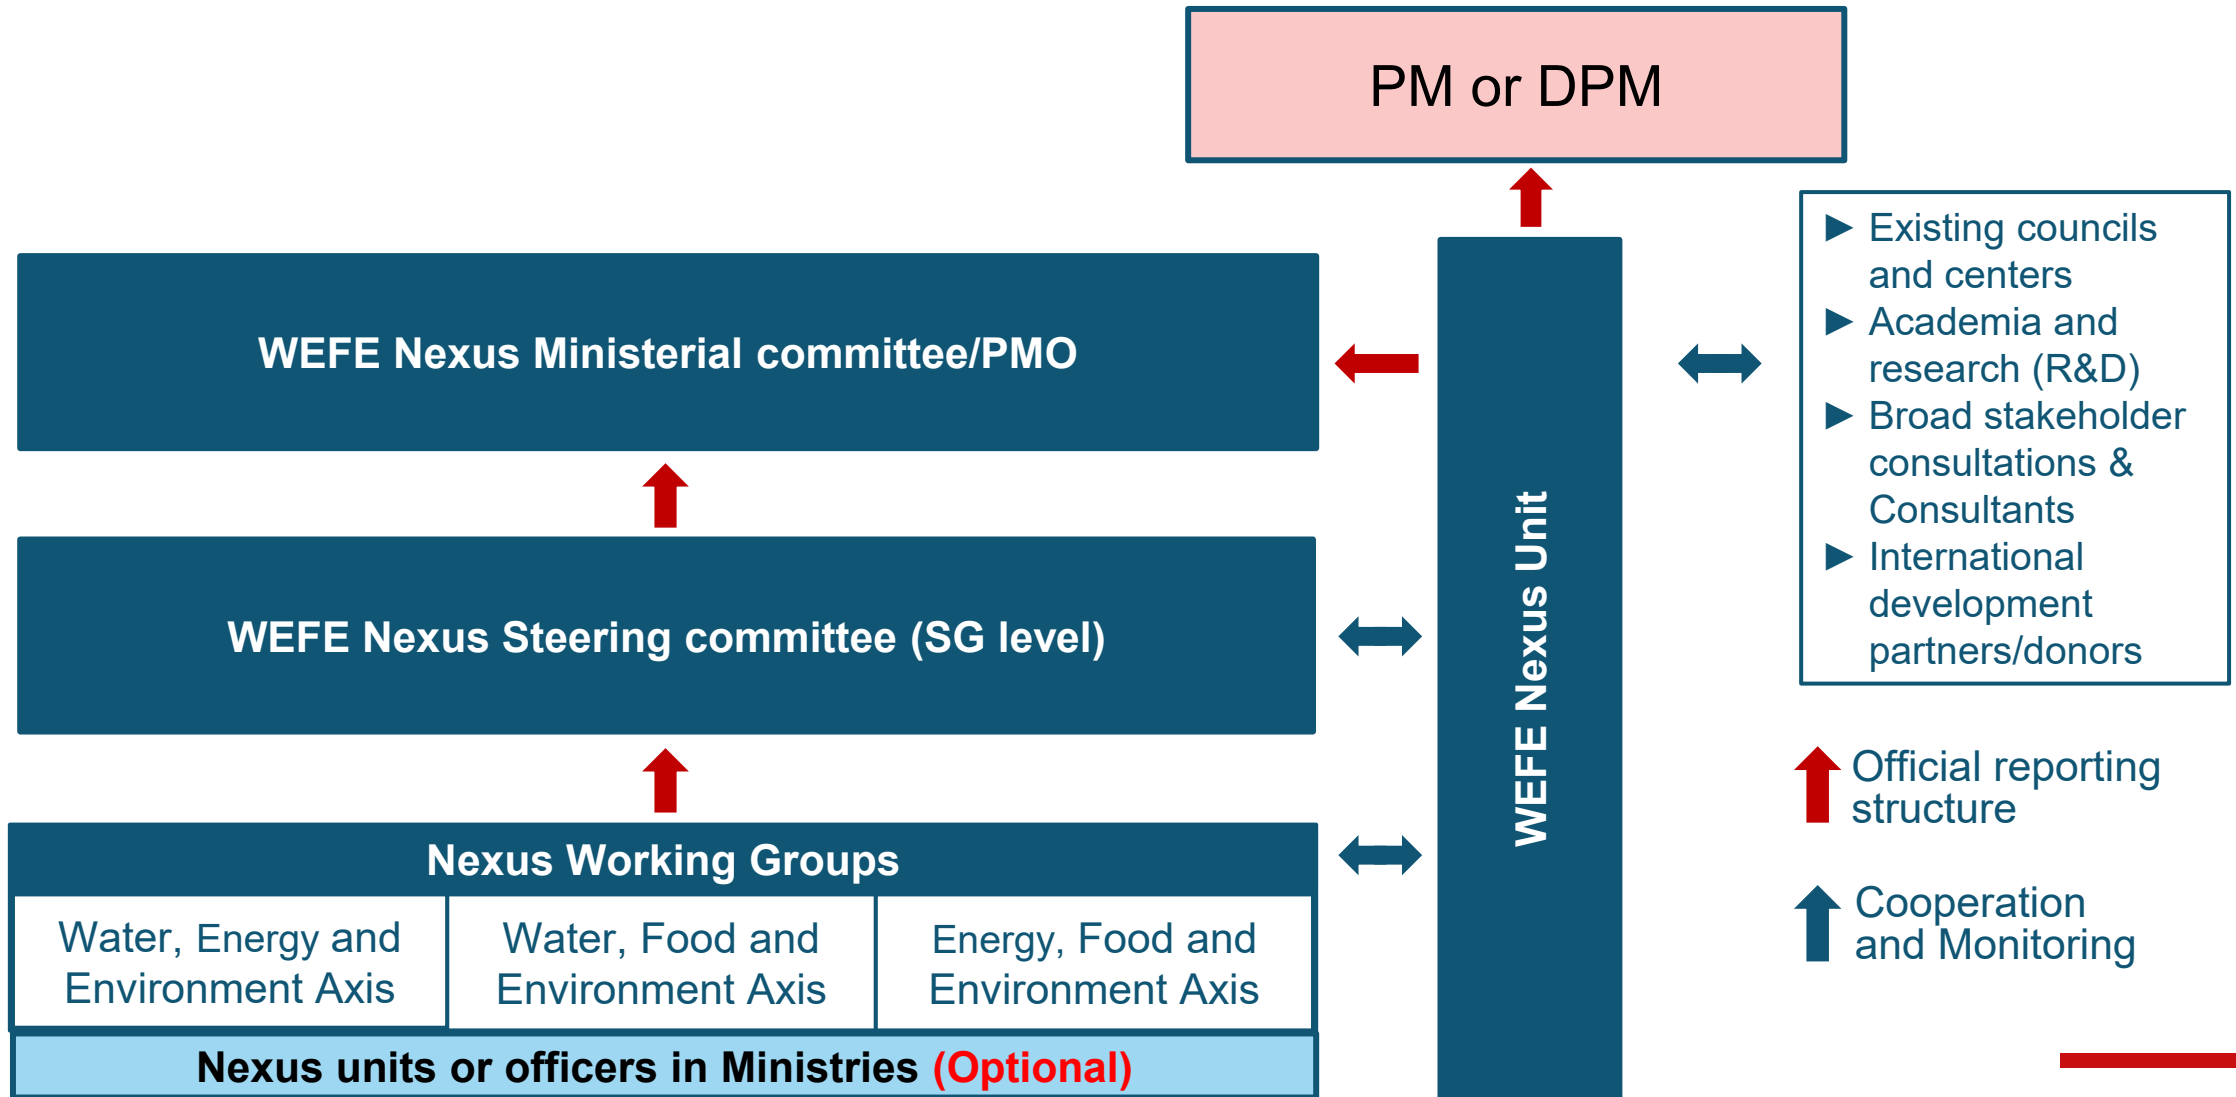 PM or DPM
WEFE Nexus Ministerial committee/PMO
WEFE Nexus Steering committee (SG level)
Nexus Working Groups
Water, Energy and
Environment Axis
Water, Food and
Environment Axis
Energy, Food and
Environment Axis
Nexus units or officers in Ministries (Optional)
WEFE Nexus Unit
► Existing councils
and centers
► Academia and
research (R&D)
► Broad stakeholder
consultations &
Consultants
► International
development
partners/donors
Official reporting
structure
Cooperation
and Monitoring